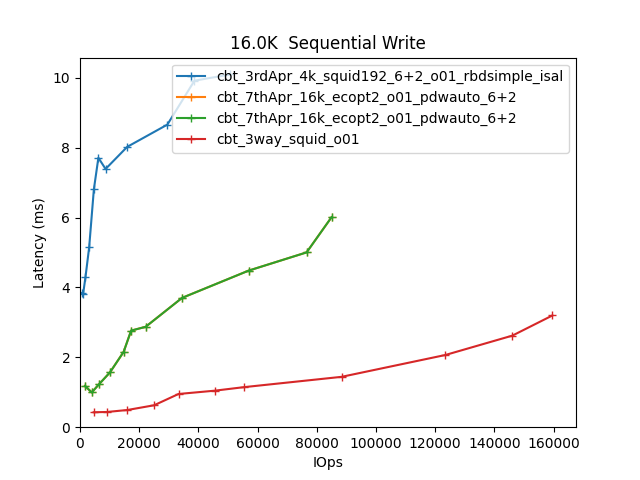 16.0K  Sequential Write
cbt_3rdApr_4k_squid192_6+2_o01_rbdsimple_isal
cbt_7thApr_16k_ecopt2_o01_pdwauto_6+2
cbt_7thApr_16k_ecopt2_o01_pdwauto_6+2
cbt_3way_squid_o01
Latency (ms)
10
8
6
4
2
0
0 20000 40000 60000 80000 100000 120000 140000 160000
IOps